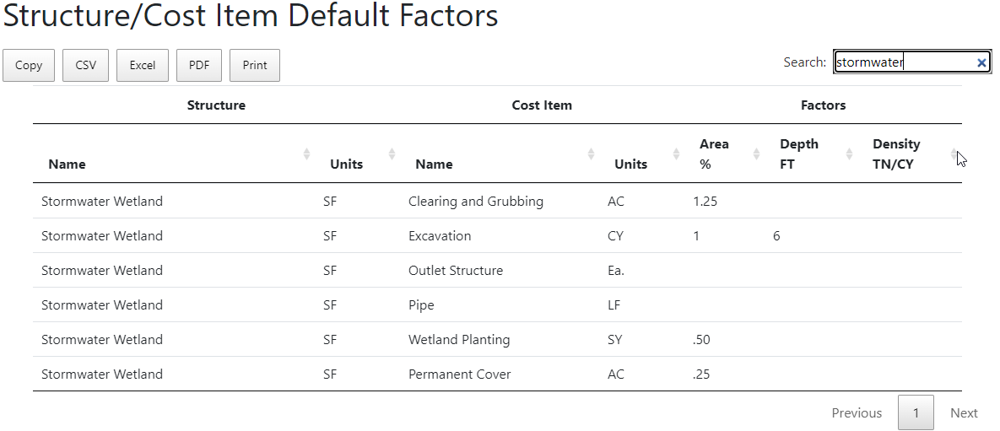 Structure/Cost Item Default Factors
Copy CSV Excel PDF Print Search: stormwater
Structure Cost Item Factors
Name Units Name Units Area % Depth FT Density TN/CY
Stormwater Wetland SF Clearing and Grubbing AC 1.25
Stormwater Wetland SF Excavation CY 1 6
Stormwater Wetland SF Outlet Structure Ea.
Stormwater Wetland SF Pipe LF
Stormwater Wetland SF Wetland Planting SY .50
Stormwater Wetland SF Permanent Cover AC .25
Previous 1 Next